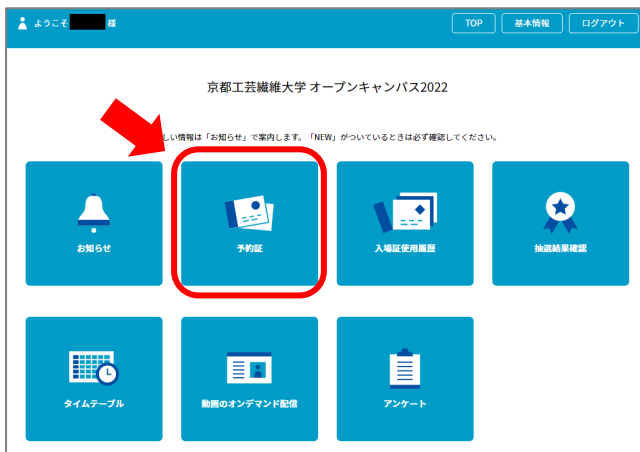 ようこそ 様
TOP 基本情報 ログアウト
京都工芸繊維大学 オープンキャンパス2022
しい情報は「お知らせ」で案内します。「NEW」がついているときは必ず確認してください。
お知らせ 予約証 入場証使用履歴 抽選結果確認
タイムテーブル 動画のオンデマンド配信 アンケート